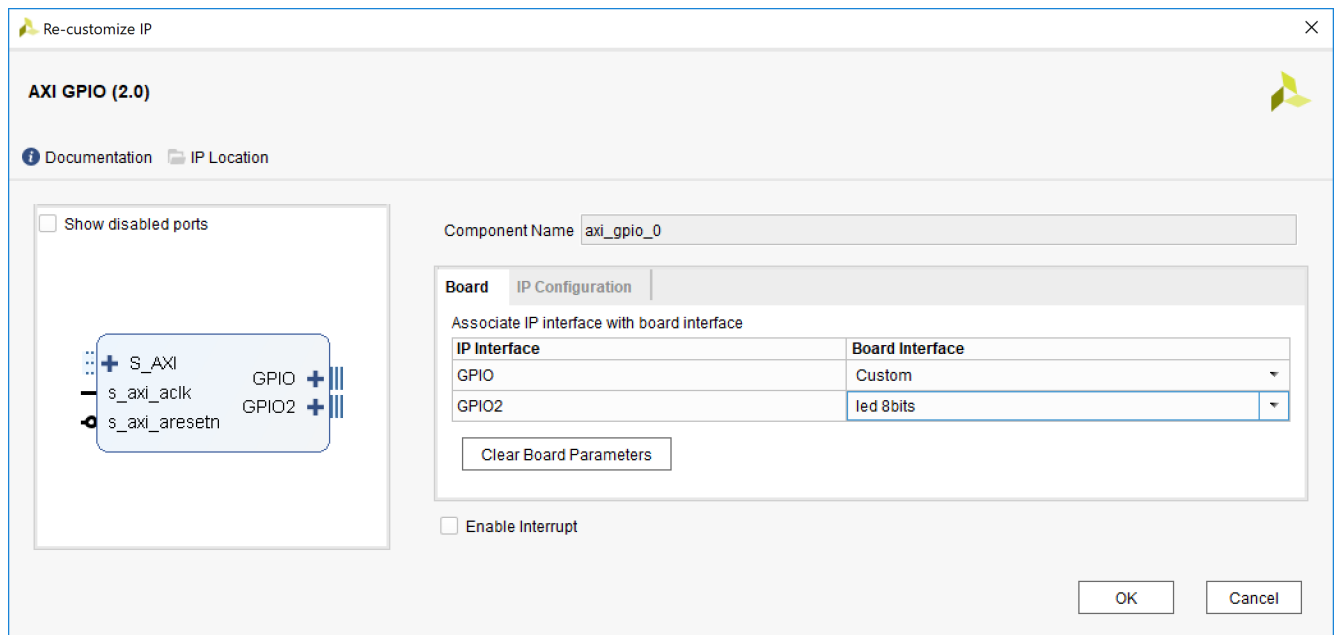 Re-customize IP
AXI GPIO (2.0)
Documentation IP Location
Show disabled ports
S_AXI
s_axi_aclk
s_axi_aresetn
GPIO
GPIO2
Component Name axi_gpio_0
Board IP Configuration
Associate IP interface with board interface
IP Interface Board Interface
GPIO Custom
GPIO2 led 8bits
Clear Board Parameters
Enable Interrupt
OK Cancel